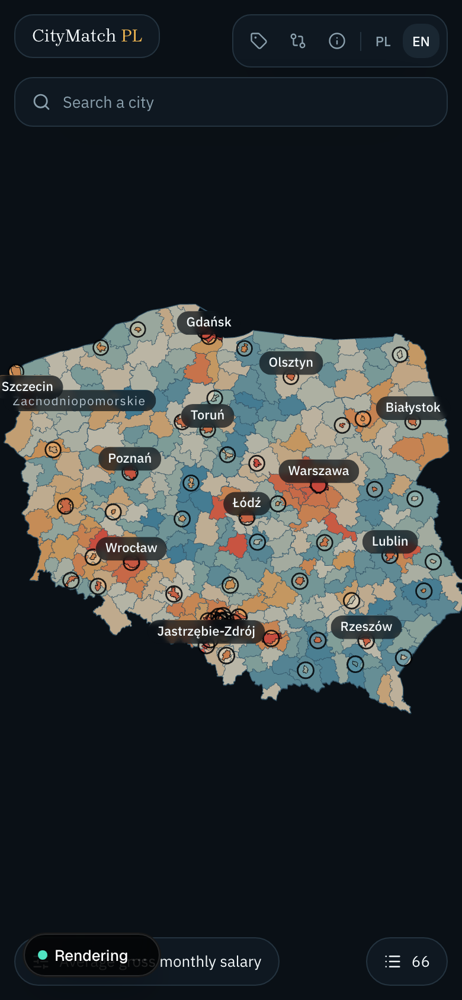 CityMatch PL
PL
EN
Search a city
Gdańsk
Olsztyn
Szczecin
Zachodniopomorskie
Białystok
Toruń
Poznań
Warszawa
Łódź
Lublin
Wrocław
Rzeszów
Jastrzębie-Zdrój
Rendering...
Average gross monthly salary
66